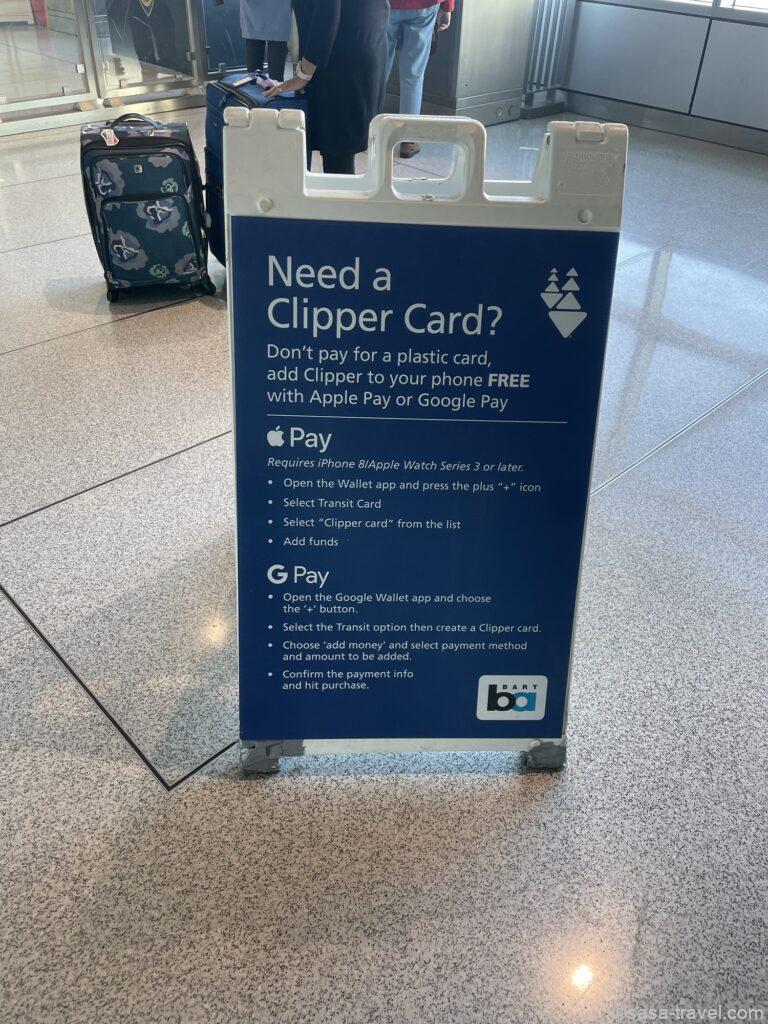 Need a
Clipper Card?
Don't pay for a plastic card,
add Clipper to your phone FREE
with Apple Pay or Google Pay
Pay
Requires iPhone 8/Apple Watch Series 3 or later.
• Open the Wallet app and press the plus "+" icon
• Select Transit Card
• Select "Clipper card" from the list
• Add funds
G Pay
• Open the Google Wallet app and choose
the '+' button.
• Select the Transit option then create a Clipper card.
• Choose 'add money' and select payment method
and amount to be added.
• Confirm the payment info
and hit purchase.
BART
ba
sasa-travel.com